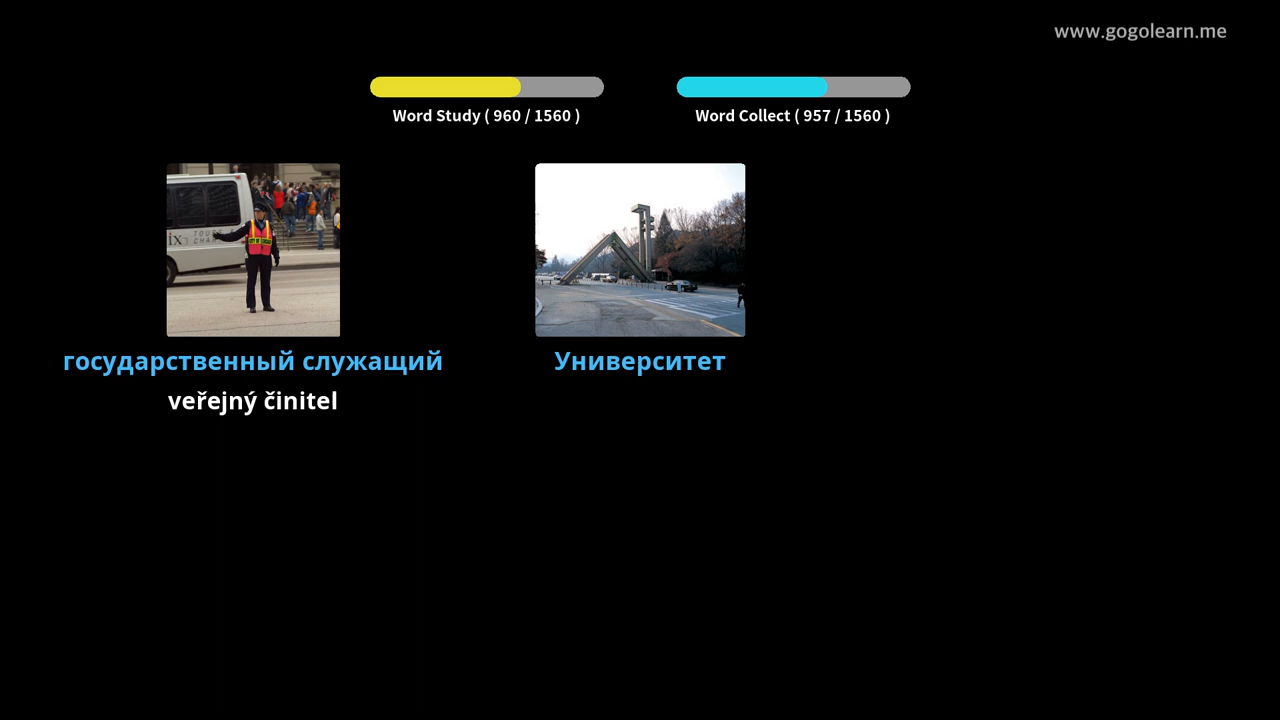 www.gogolearn.me
Word Study ( 960 / 1560 )
Word Collect ( 957 / 1560 )
государственный служащий
Университет
veřejný činitel